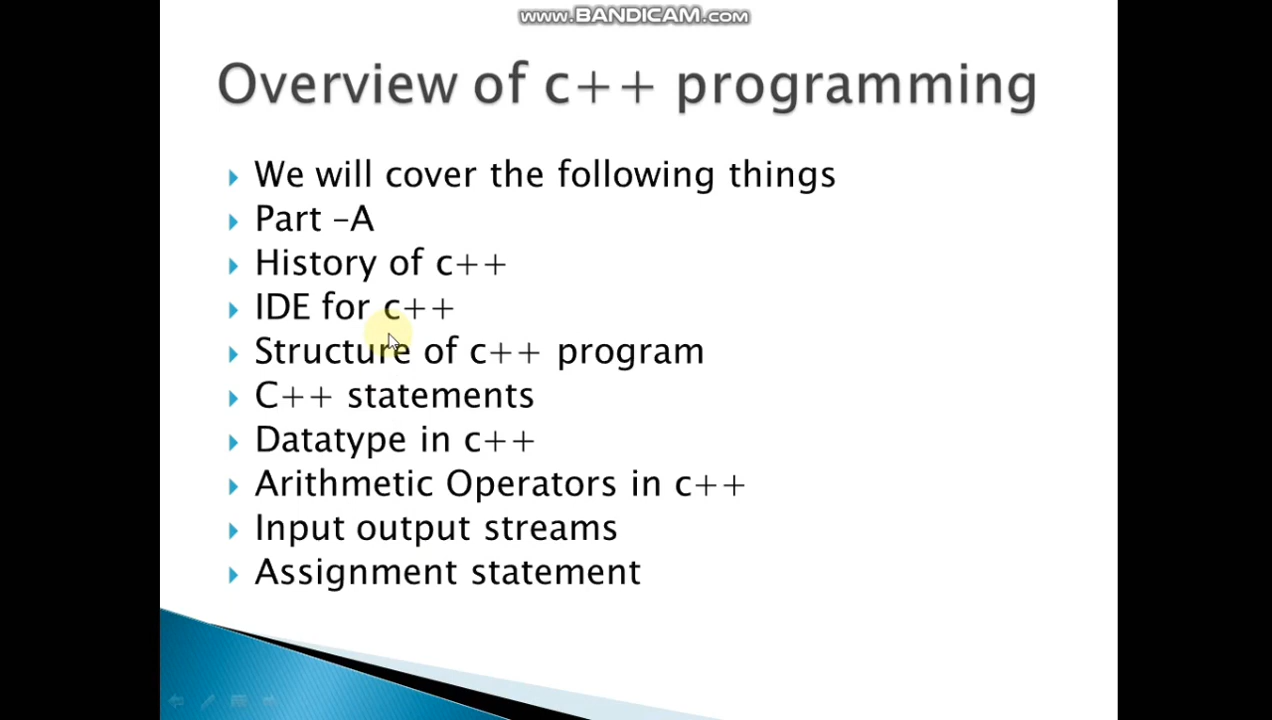 www.BANDICAM.com
Overview of c++ programming
We will cover the following things
Part -A
History of c++
IDE for c++
Structure of c++ program
C++ statements
Datatype in c++
Arithmetic Operators in c++
Input output streams
Assignment statement